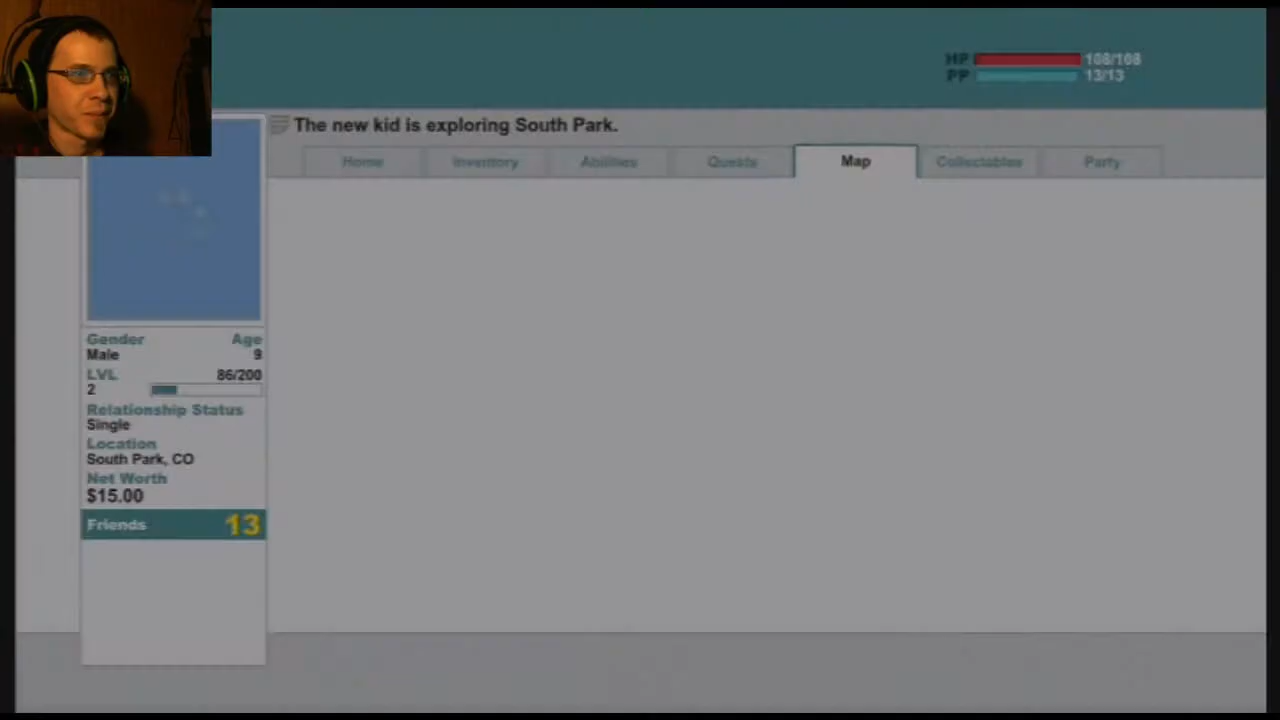 HP 108/108
PP 13/13
The new kid is exploring South Park.
Home Inventory Abilities Quests Map Collectables Party
Gender Age
Male 9
LVL 86/200
2
Relationship Status
Single
Location
South Park, CO
Net Worth
$15.00
Friends 13